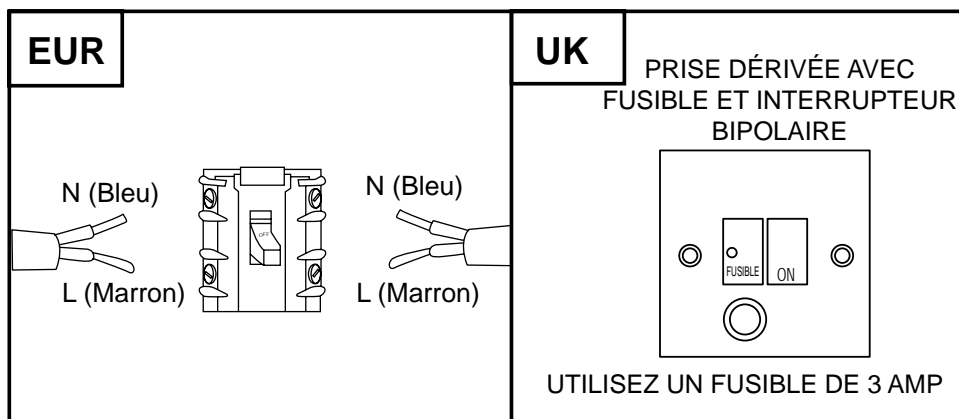 EUR
N (Bleu)
L (Marron)
OFF
N (Bleu)
L (Marron)
UK
PRISE DÉRIVÉE AVEC
FUSIBLE ET INTERRUPTEUR
BIPOLAIRE
FUSIBLE
ON
UTILISEZ UN FUSIBLE DE 3 AMP